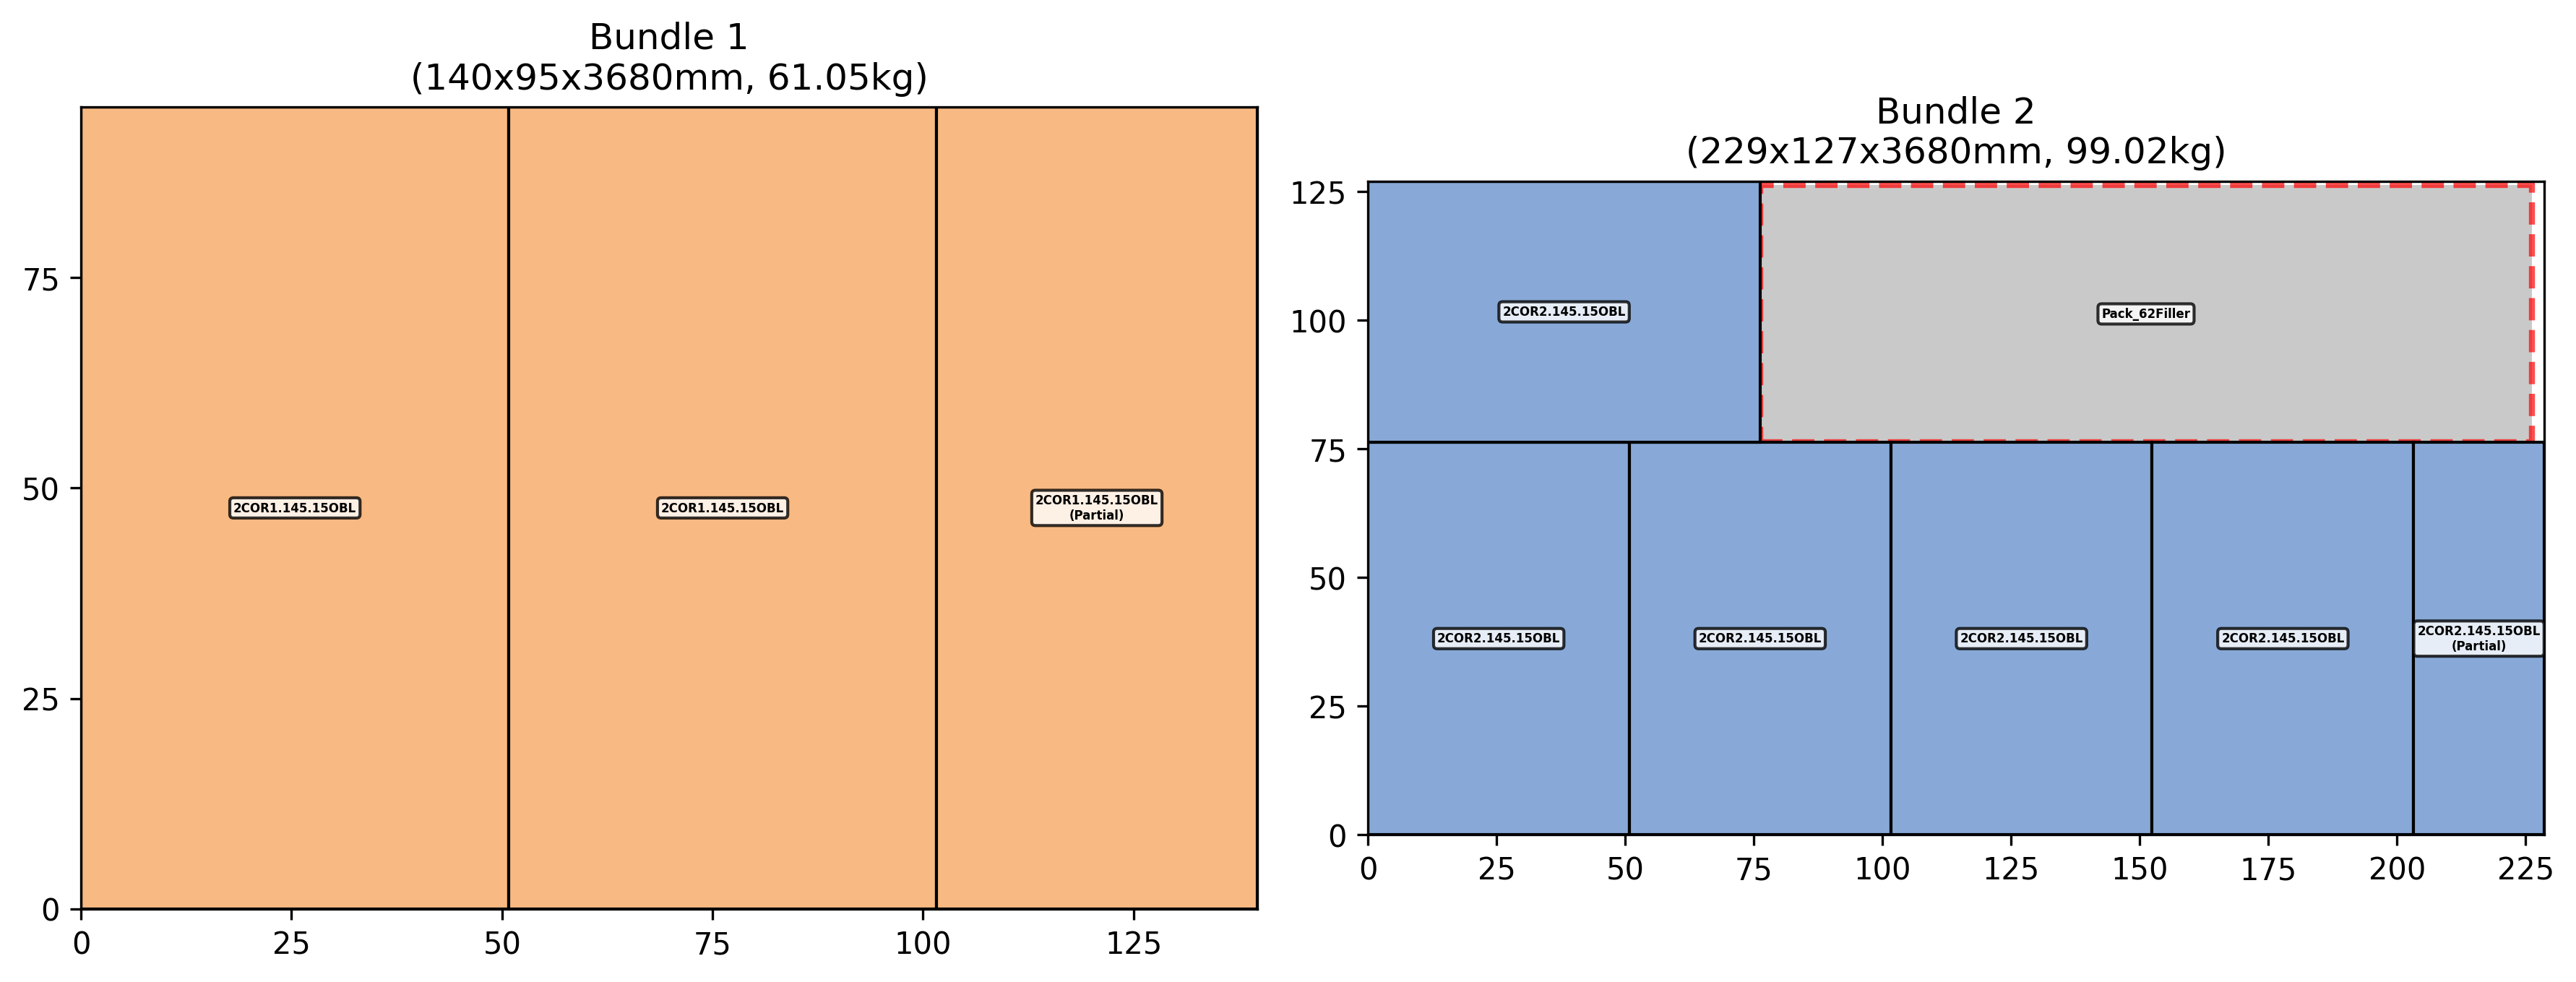 Bundle 1
(140x95x3680mm, 61.05kg)
75
50
25
0
0 25 50 75 100 125
2COR1.145.15OBL
2COR1.145.15OBL
2COR1.145.15OBL
(Partial)
Bundle 2
(229x127x3680mm, 99.02kg)
125
100
75
50
25
0
0 25 50 75 100 125 150 175 200 225
2COR2.145.15OBL
Pack_62Filler
2COR2.145.15OBL
2COR2.145.15OBL
2COR2.145.15OBL
2COR2.145.15OBL
2COR2.145.15OBL
(Partial)